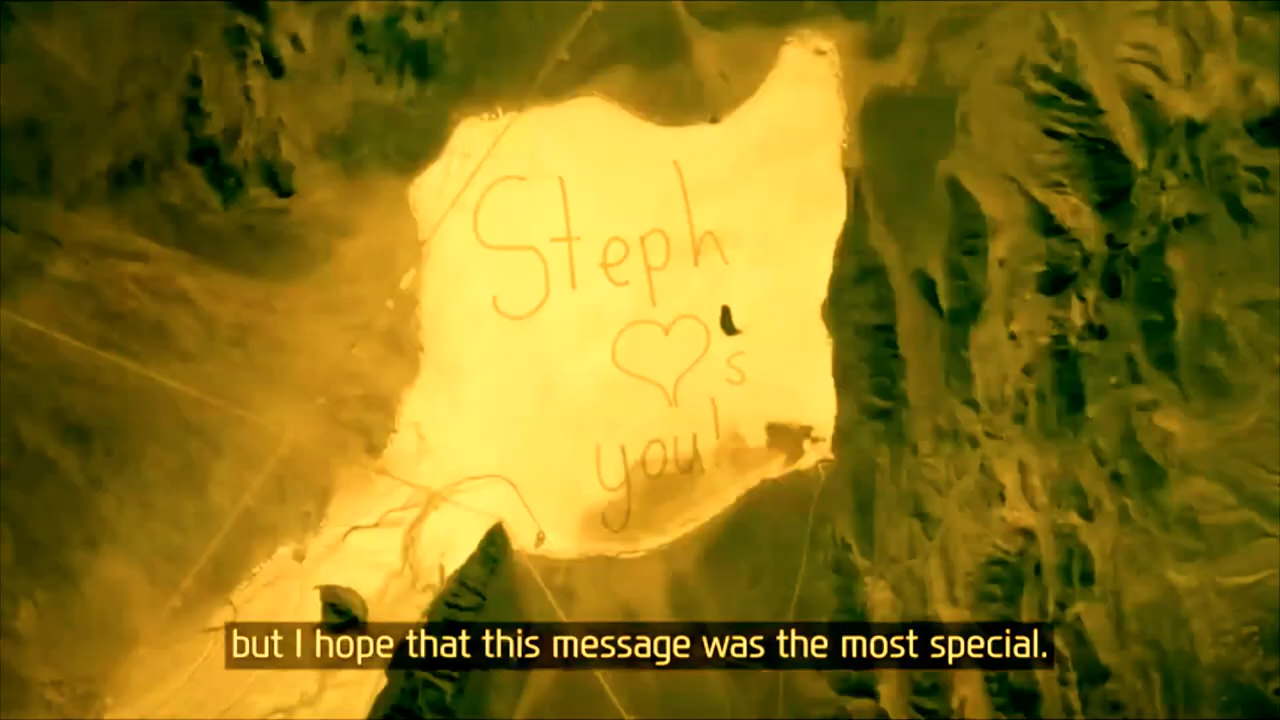 Steph
♥'s
you!
but I hope that this message was the most special.